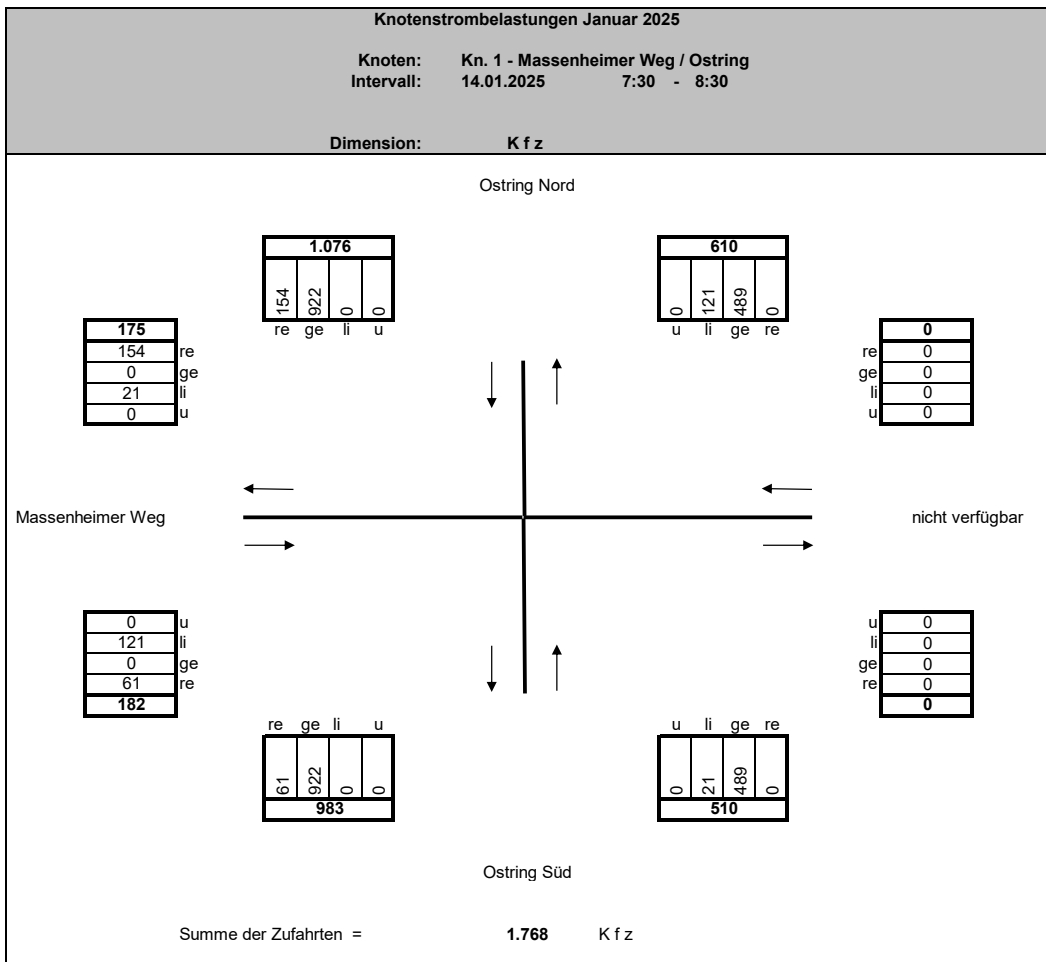 Knotenstrombelastungen Januar 2025
Knoten: Kn. 1 - Massenheimer Weg / Ostring
Intervall: 14.01.2025 7:30 - 8:30
Dimension: K f z
Ostring Nord
1.076
154 922 0 0
re ge li u
610
0 121 489 0
u li ge re
175
154 re
0 ge
21 li
0 u
0
re 0
ge 0
li 0
u 0
Massenheimer Weg
nicht verfügbar
0 u
121 li
0 ge
61 re
182
u 0
li 0
ge 0
re 0
0
re ge li u
61 922 0 0
983
u li ge re
0 21 489 0
510
Ostring Süd
Summe der Zufahrten = 1.768 K f z